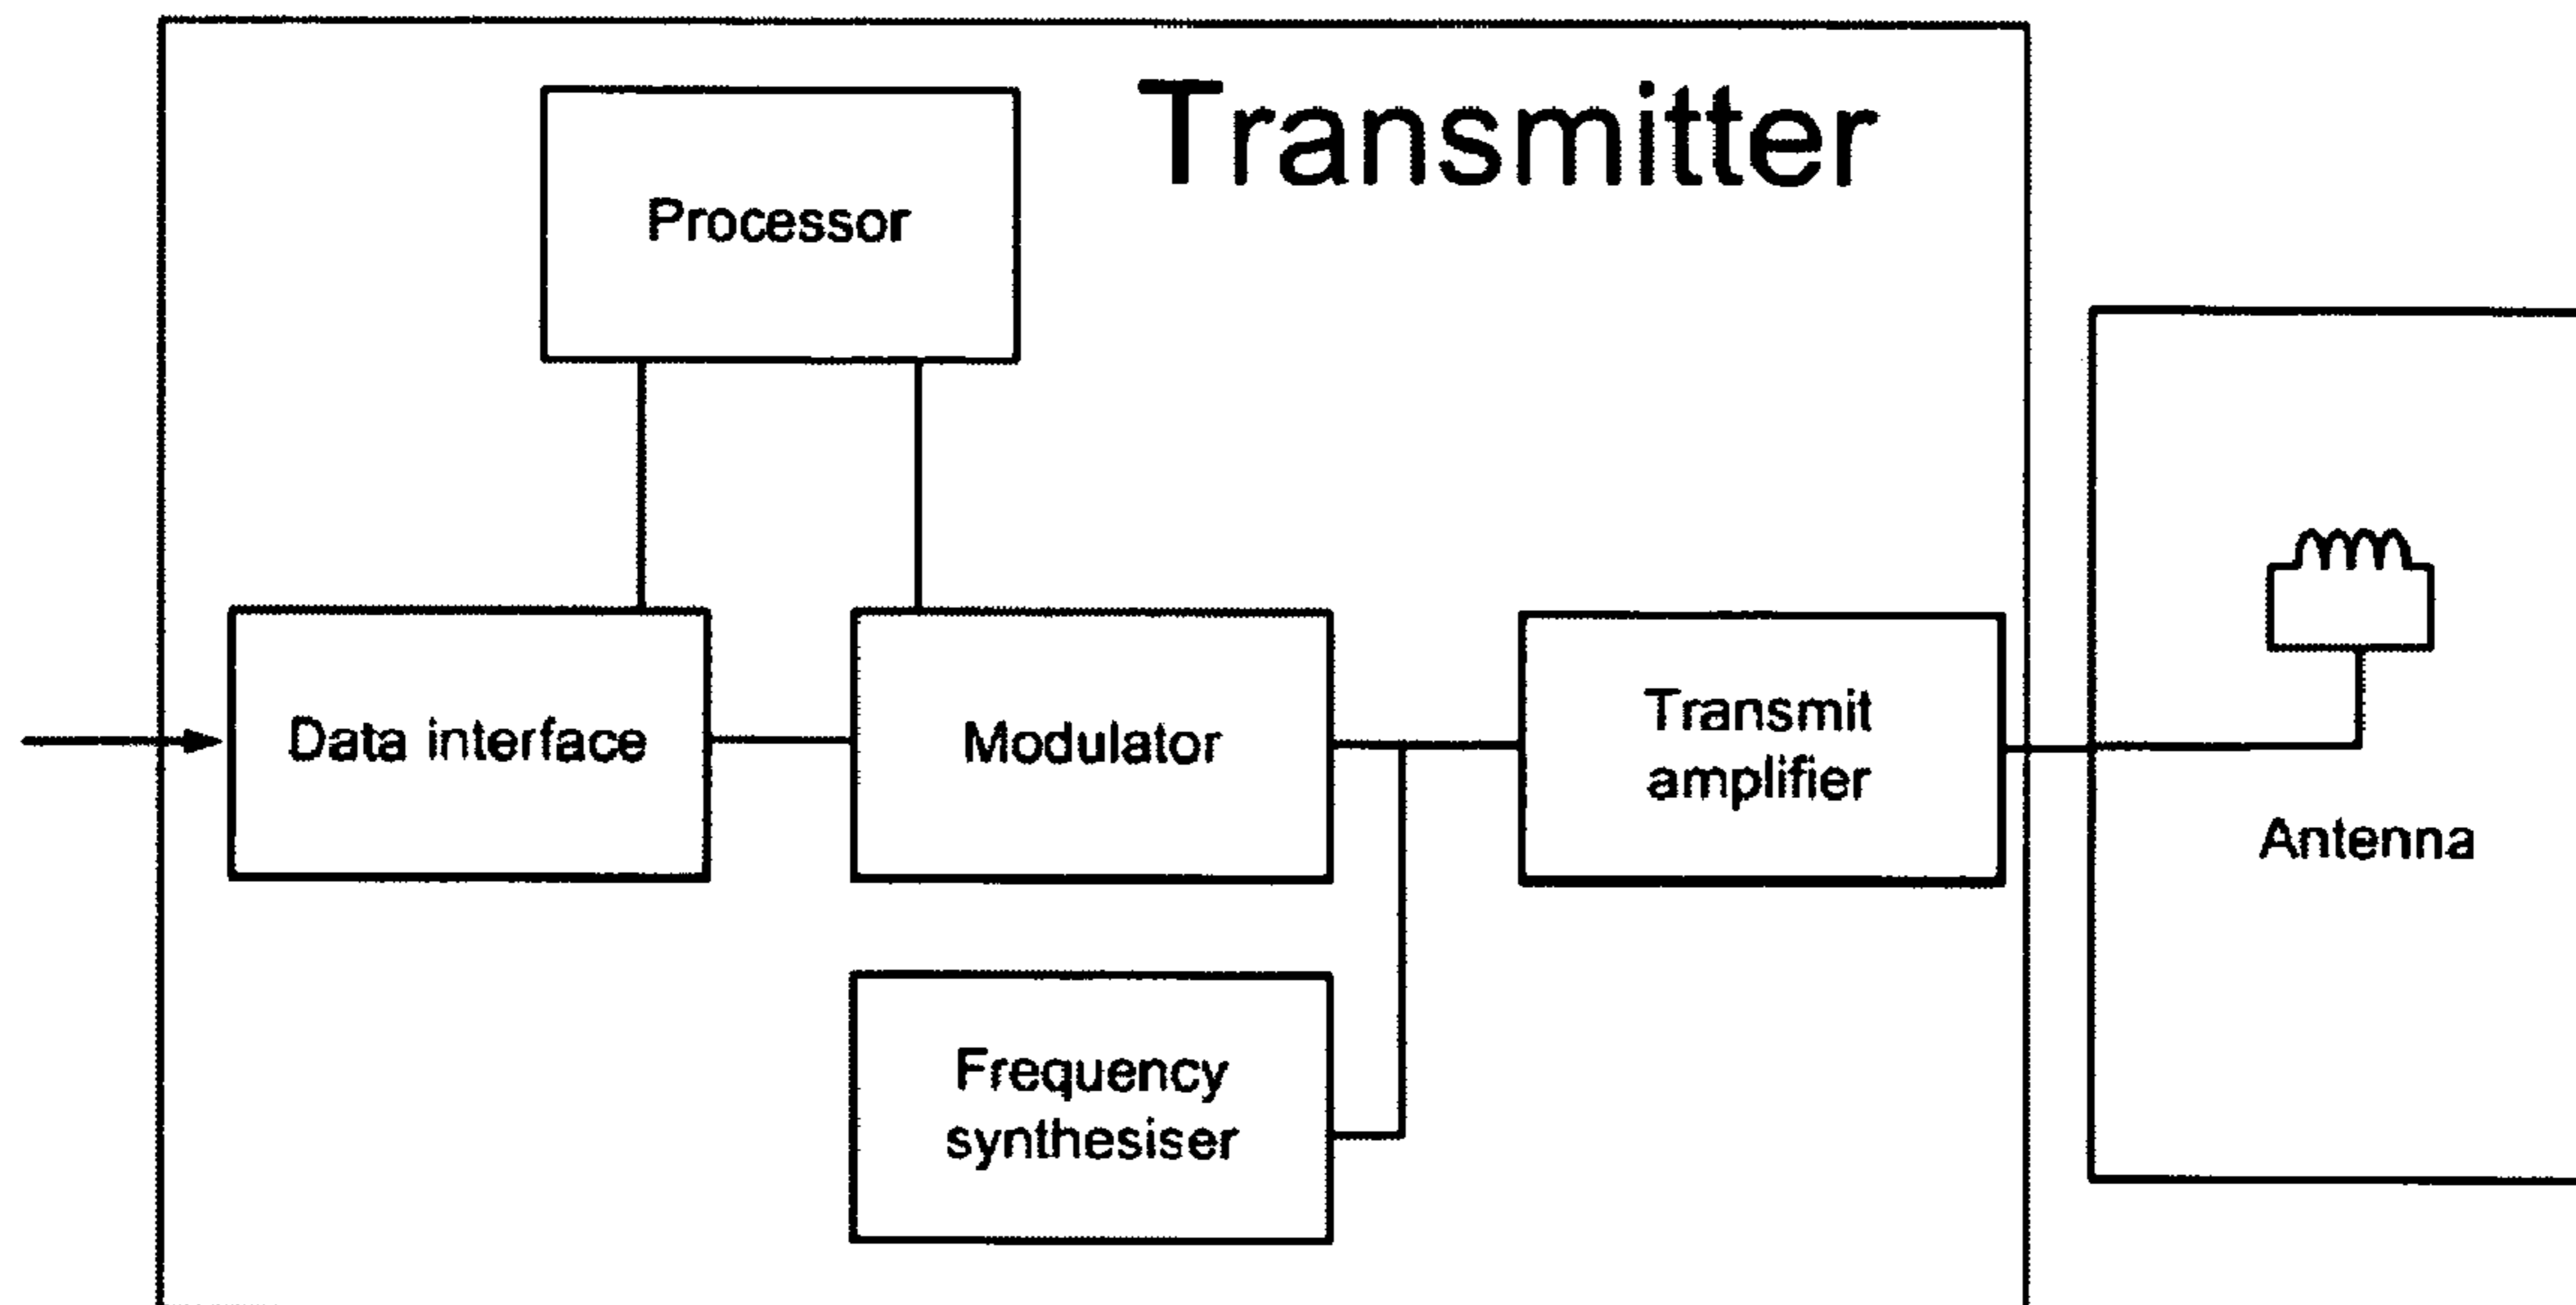 Transmitter
Processor
Data interface
Modulator
Transmit
amplifier
Antenna
Frequency
synthesiser